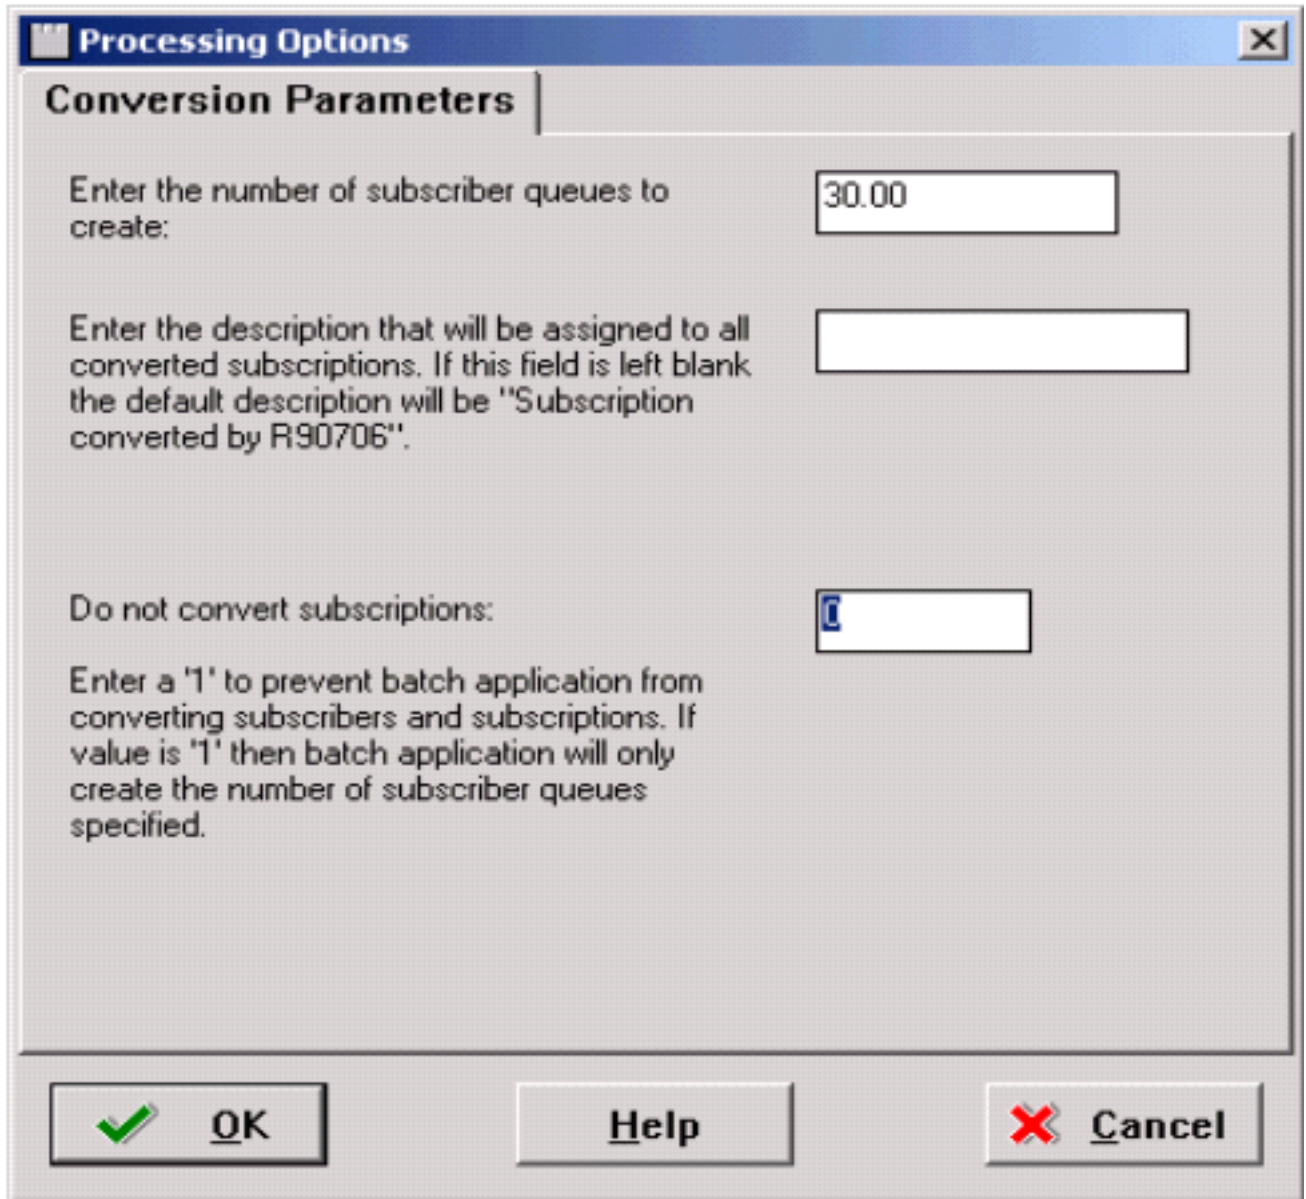 Processing Options
Conversion Parameters
Enter the number of subscriber queues to
create:
30.00
Enter the description that will be assigned to all
converted subscriptions. If this field is left blank
the default description will be "Subscription
converted by R90706".
Do not convert subscriptions:
0
Enter a '1' to prevent batch application from
converting subscribers and subscriptions. If
value is '1' then batch application will only
create the number of subscriber queues
specified.
OK
Help
Cancel